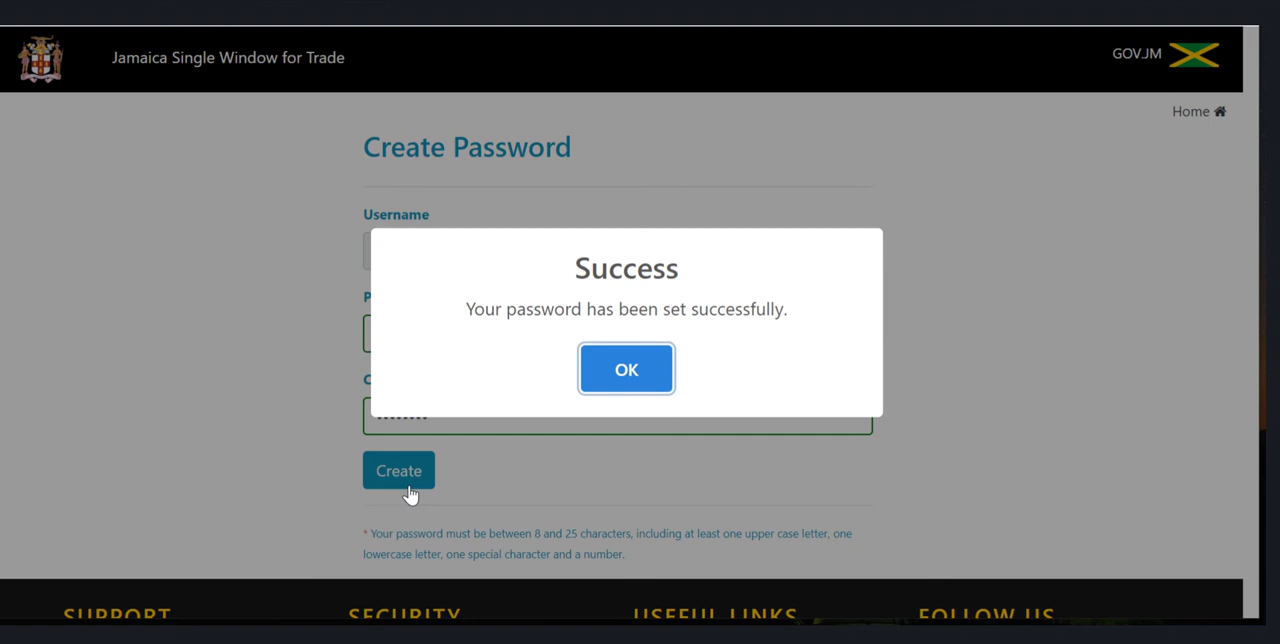 Jamaica Single Window for Trade
GOV.JM
Home
Create Password
Username
Success
Your password has been set successfully.
OK
Create
* Your password must be between 8 and 25 characters, including at least one upper case letter, one
lowercase letter, one special character and a number.
SUPPORT
SECURITY
USEFUL LINKS
FOLLOW US